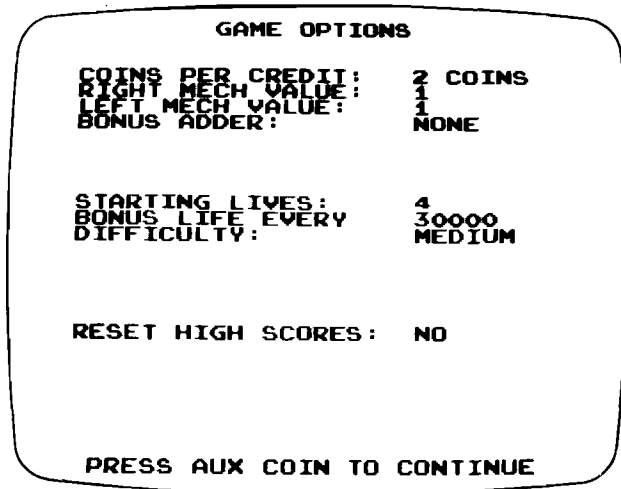 GAME OPTIONS
COINS PER CREDIT: 2 COINS
RIGHT MECH VALUE: 1
LEFT MECH VALUE: 1
BONUS ADDER: NONE
STARTING LIVES: 4
BONUS LIFE EVERY 30000
DIFFICULTY: MEDIUM
RESET HIGH SCORES: NO
PRESS AUX COIN TO CONTINUE